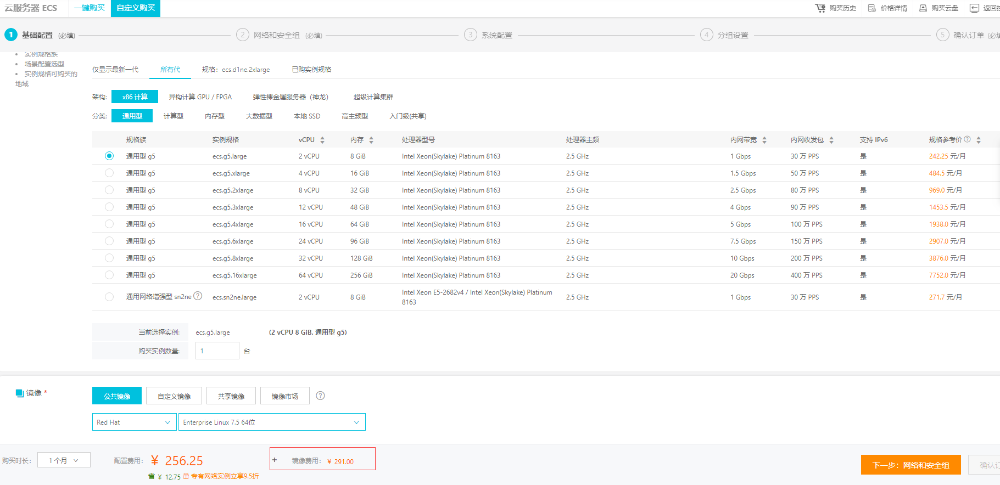 云服务器 ECS 一键购买 自定义购买 购买历史 价格详情 购买云盘 返回控
1 基础配置 (必填) 2 网络和安全组 (必填) 3 系统配置 4 分组设置 5 确认订单 (必填
• 实例规格族
• 场景配置选型
• 实例规格可购买的
地域
仅显示最新一代 所有代 规格：ecs.d1ne.2xlarge 已购实例规格
架构: x86 计算 异构计算 GPU / FPGA 弹性裸金属服务器（神龙） 超级计算集群
分类: 通用型 计算型 内存型 大数据型 本地 SSD 高主频型 入门级(共享)
规格族 实例规格 vCPU 内存 处理器型号 处理器主频 内网带宽 内网收发包 支持 IPv6 规格参考价 ?
通用型 g5 ecs.g5.large 2 vCPU 8 GiB Intel Xeon(Skylake) Platinum 8163 2.5 GHz 1 Gbps 30 万 PPS 是 242.25 元/月
通用型 g5 ecs.g5.xlarge 4 vCPU 16 GiB Intel Xeon(Skylake) Platinum 8163 2.5 GHz 1.5 Gbps 50 万 PPS 是 484.5 元/月
通用型 g5 ecs.g5.2xlarge 8 vCPU 32 GiB Intel Xeon(Skylake) Platinum 8163 2.5 GHz 2.5 Gbps 80 万 PPS 是 969.0 元/月
通用型 g5 ecs.g5.3xlarge 12 vCPU 48 GiB Intel Xeon(Skylake) Platinum 8163 2.5 GHz 4 Gbps 90 万 PPS 是 1453.5 元/月
通用型 g5 ecs.g5.4xlarge 16 vCPU 64 GiB Intel Xeon(Skylake) Platinum 8163 2.5 GHz 5 Gbps 100 万 PPS 是 1938.0 元/月
通用型 g5 ecs.g5.6xlarge 24 vCPU 96 GiB Intel Xeon(Skylake) Platinum 8163 2.5 GHz 7.5 Gbps 150 万 PPS 是 2907.0 元/月
通用型 g5 ecs.g5.8xlarge 32 vCPU 128 GiB Intel Xeon(Skylake) Platinum 8163 2.5 GHz 10 Gbps 200 万 PPS 是 3876.0 元/月
通用型 g5 ecs.g5.16xlarge 64 vCPU 256 GiB Intel Xeon(Skylake) Platinum 8163 2.5 GHz 20 Gbps 400 万 PPS 是 7752.0 元/月
通用网络增强型 sn2ne ? ecs.sn2ne.large 2 vCPU 8 GiB Intel Xeon E5-2682v4 / Intel Xeon(Skylake) Platinum 2.5 GHz 1 Gbps 30 万 PPS 是 271.7 元/月
8163
当前选择实例: ecs.g5.large (2 vCPU 8 GiB, 通用型 g5)
购买实例数量: 1 台
镜像 * 公共镜像 自定义镜像 共享镜像 镜像市场 ?
Red Hat Enterprise Linux 7.5 64位
购买时长: 1 个月 配置费用: ¥ 256.25 + 镜像费用: ¥ 291.00 下一步：网络和安全组 确认订
省 ¥ 12.75 专有网络实例立享9.5折